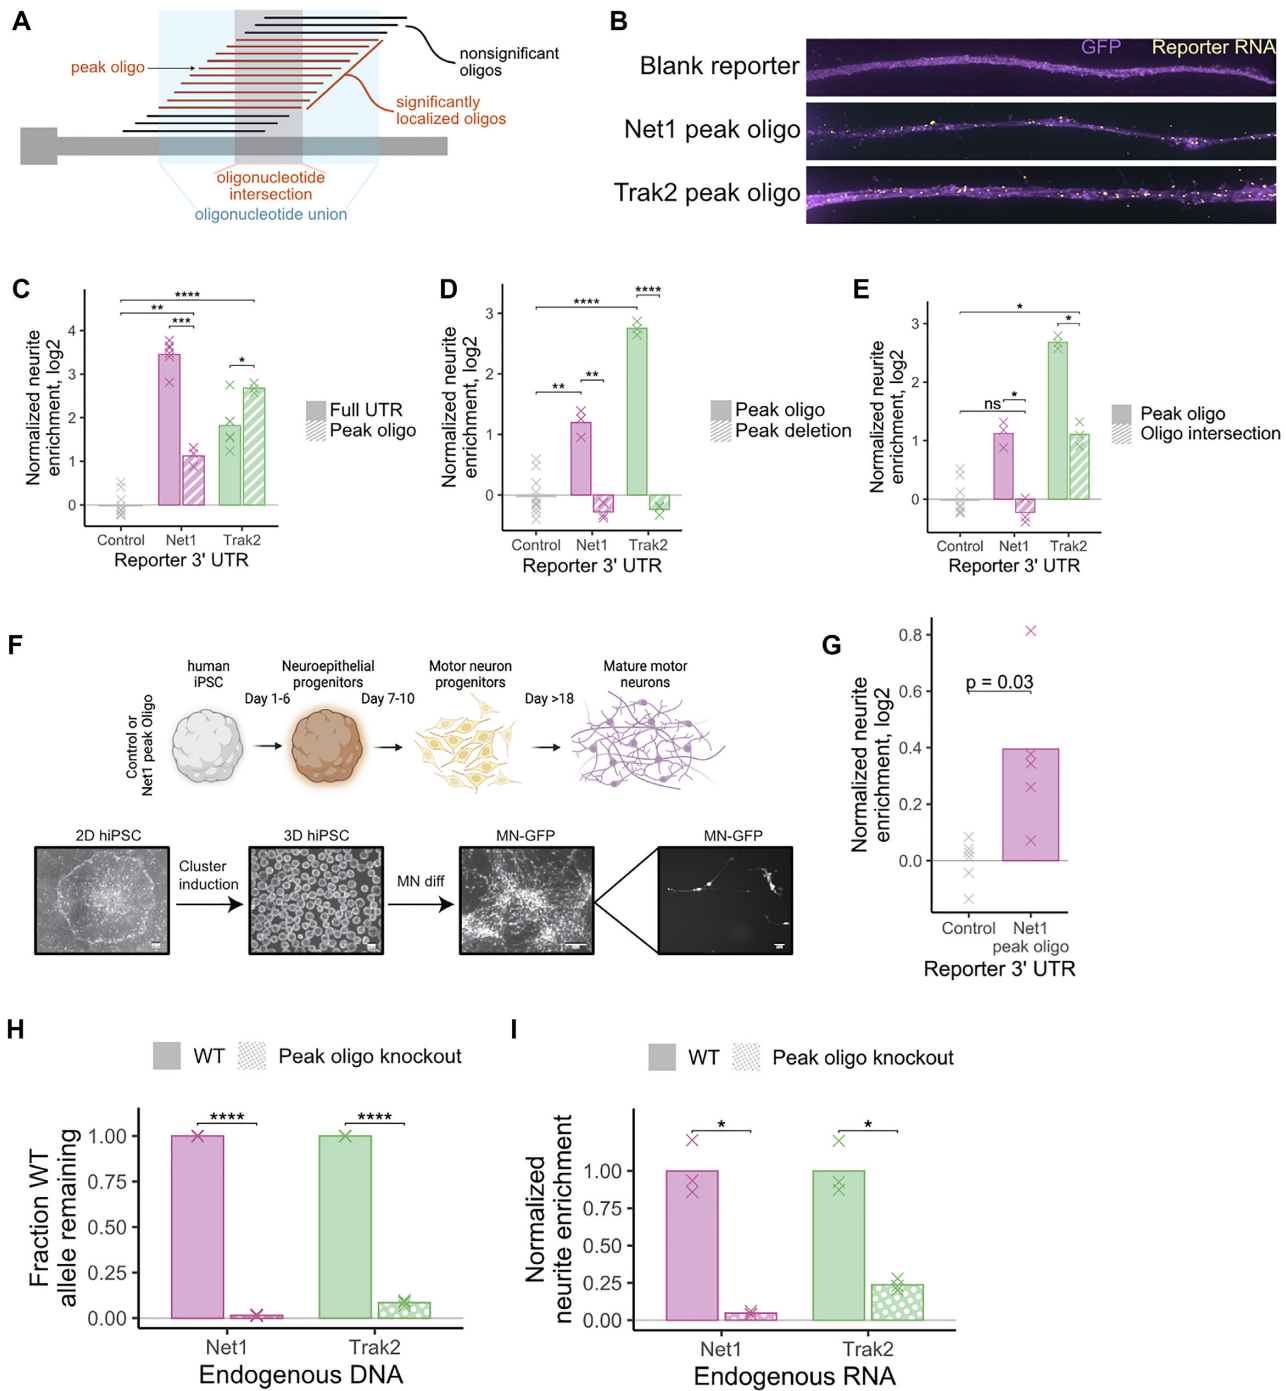 A
peak oligo
nonsignificant
oligos
significantly
localized oligos
oligonucleotide
intersection
oligonucleotide union
B
GFP
Reporter RNA
Blank reporter
Net1 peak oligo
Trak2 peak oligo
C
Normalized neurite
enrichment, log2
4
3
2
1
0
****
**
***
*
Control
Net1
Trak2
Reporter 3' UTR
Full UTR
Peak oligo
D
Normalized neurite
enrichment, log2
3
2
1
0
****
****
**
**
Control
Net1
Trak2
Reporter 3' UTR
Peak oligo
Peak deletion
E
Normalized neurite
enrichment, log2
3
2
1
0
*
*
*
ns
Control
Net1
Trak2
Reporter 3' UTR
Peak oligo
Oligo intersection
F
Control or
Net1 peak Oligo
human
iPSC
Day 1-6
Neuroepithelial
progenitors
Day 7-10
Motor neuron
progenitors
Day >18
Mature motor
neurons
2D hiPSC
Cluster
induction
3D hiPSC
MN diff
MN-GFP
MN-GFP
G
Normalized neurite
enrichment, log2
0.8
0.6
0.4
0.2
0.0
p = 0.03
Control
Net1
peak oligo
Reporter 3' UTR
H
WT
Peak oligo knockout
Fraction WT
allele remaining
1.00
0.75
0.50
0.25
0.00
****
****
Net1
Trak2
Endogenous DNA
I
WT
Peak oligo knockout
Normalized
neurite enrichment
1.00
0.75
0.50
0.25
0.00
*
*
Net1
Trak2
Endogenous RNA